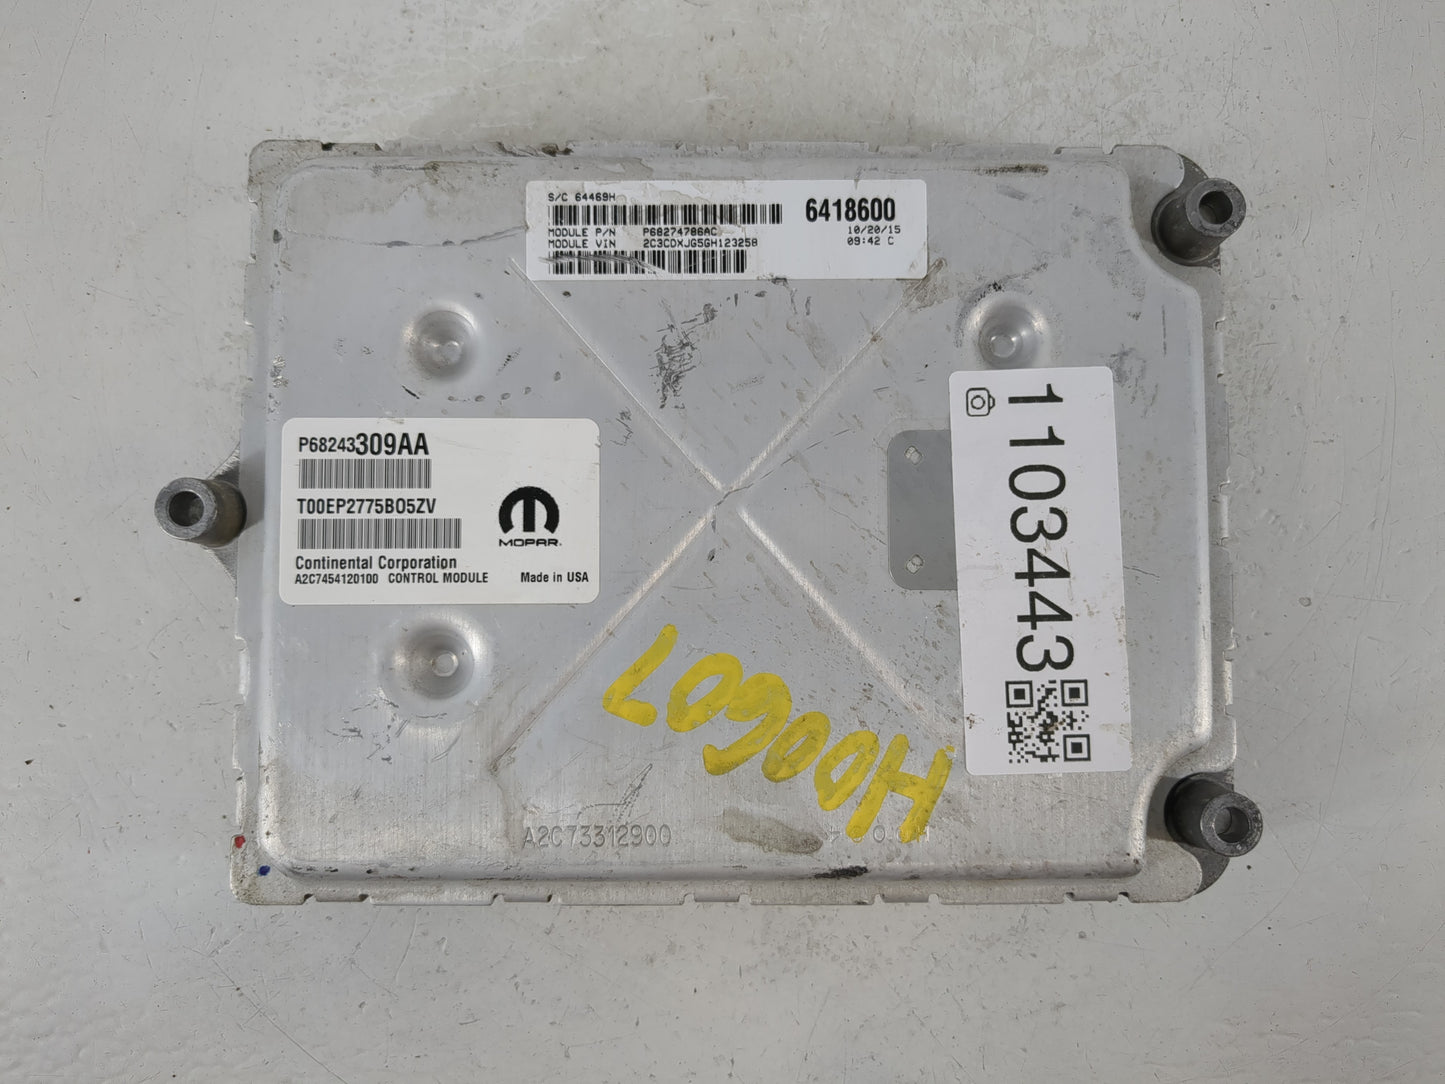 S/C 64469H
6418600
MODULE P/N P68274786AC
10/20/15
MODULE VIN 2C3CDXJG5GH123258
09:42 C
P68243309AA
T00EP2775B05ZV
MOPAR.
Continental Corporation
A2C7454120100 CONTROL MODULE Made in USA
1103443
H00607
A2C73312900